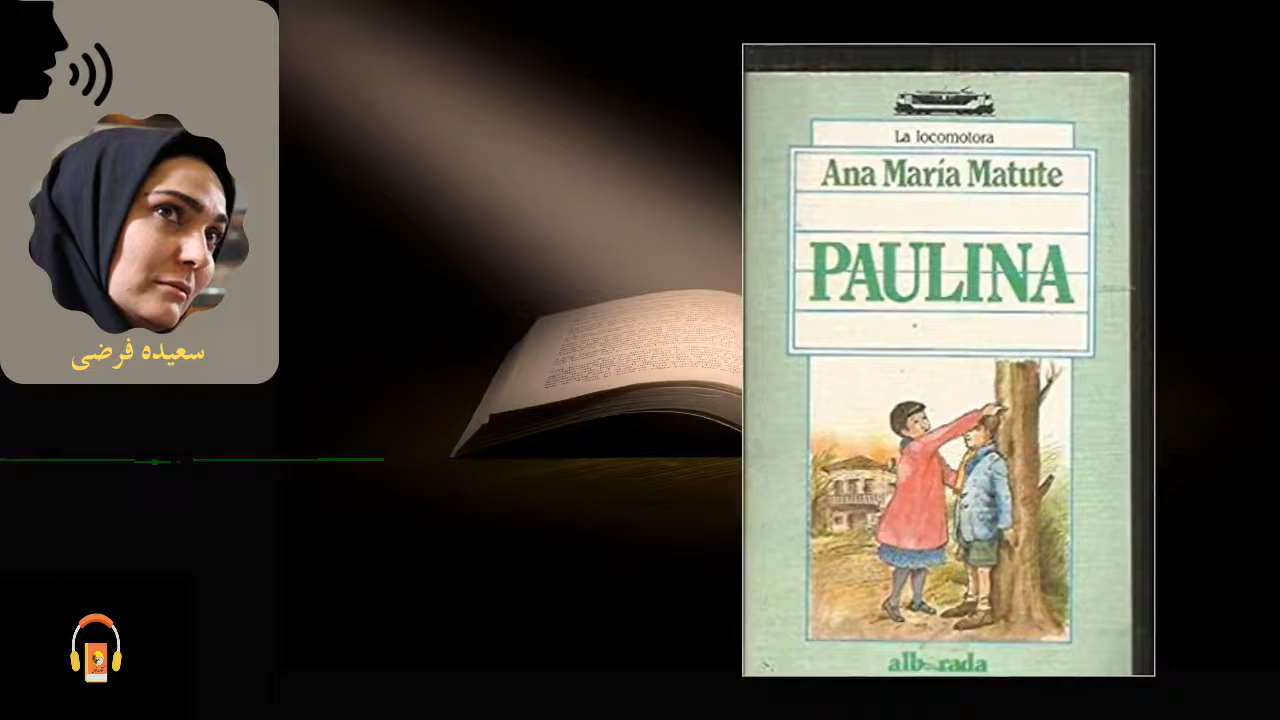 سعیده فرضی
La locomotora
Ana María Matute
PAULINA
alborada